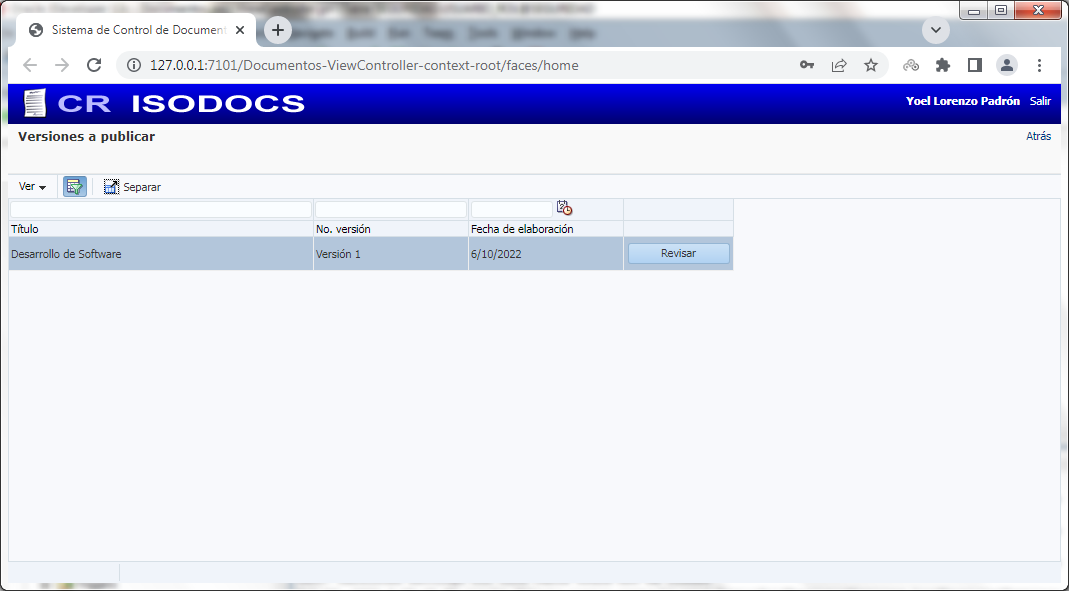 Sistema de Control de Document
127.0.0.1:7101/Documentos-ViewController-context-root/faces/home
CR ISODOCS
Yoel Lorenzo Padrón Salir
Versiones a publicar
Atrás
Ver
Separar
Título No. versión Fecha de elaboración
Desarrollo de Software Versión 1 6/10/2022 Revisar